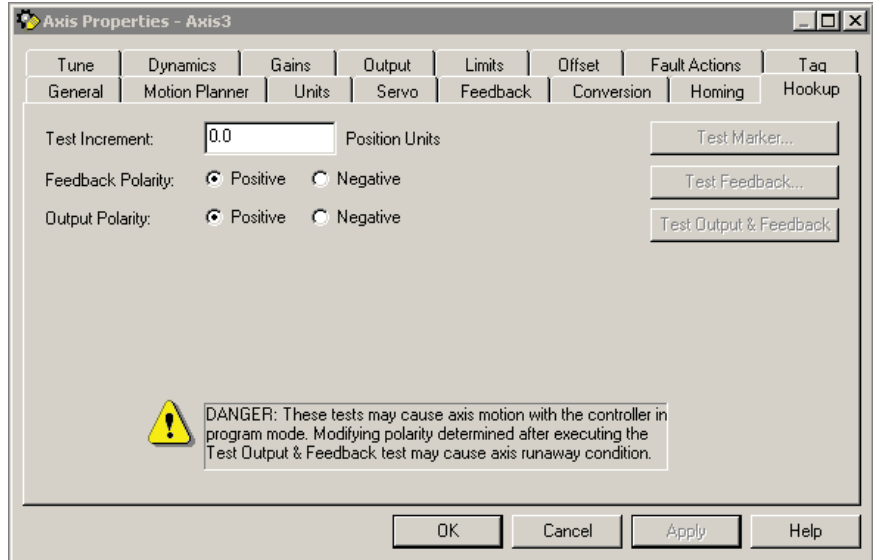 Axis Properties - Axis3
Tune Dynamics Gains Output Limits Offset Fault Actions Tag
General Motion Planner Units Servo Feedback Conversion Homing Hookup
Test Increment: 0.0 Position Units Test Marker...
Feedback Polarity: Positive Negative Test Feedback...
Output Polarity: Positive Negative Test Output & Feedback
DANGER: These tests may cause axis motion with the controller in
program mode. Modifying polarity determined after executing the
Test Output & Feedback test may cause axis runaway condition.
OK Cancel Apply Help